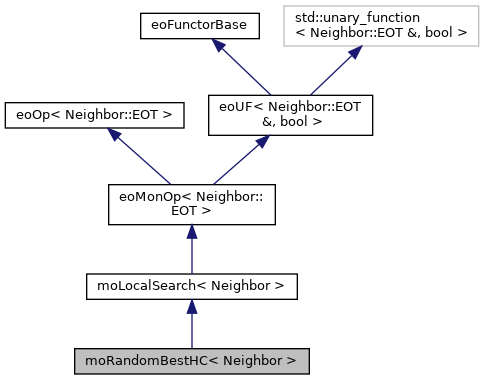 std::unary_function
< Neighbor::EOT &, bool >
eoFunctorBase
eoUF< Neighbor::EOT
&, bool >
eoOp< Neighbor::EOT >
eoMonOp< Neighbor::
EOT >
moLocalSearch< Neighbor >
moRandomBestHC< Neighbor >